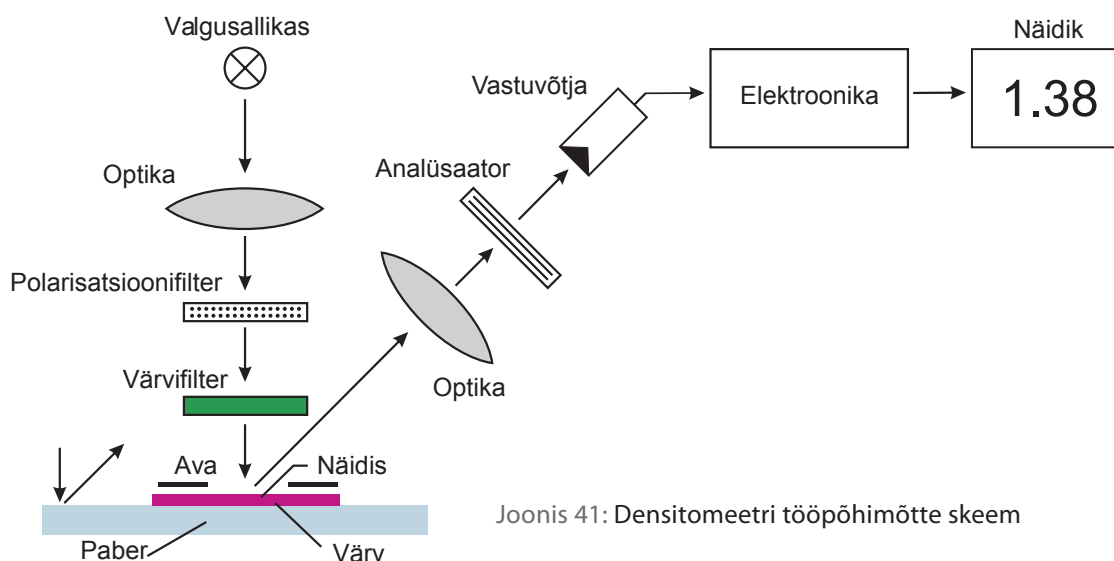 Valgusallikas
Näidik
Vastuvõtja
Elektroonika
1.38
Optika
Analüsaator
Polarisatsioonifilter
Värvifilter
Optika
Ava
Näidis
Joonis 41: Densitomeetri tööpõhimõtte skeem
Paber
Värv